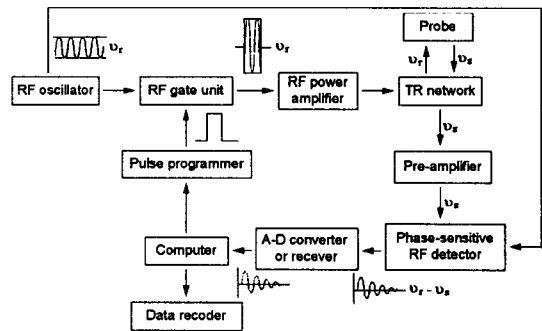 Probe
υr
υr
υr
υs
RF oscillator
RF gate unit
RF power
amplifier
TR network
υs
Pulse programmer
Pre-amplifier
υs
Computer
A-D converter
or recever
Phase-sensitive
RF detector
υr - υs
Data recoder